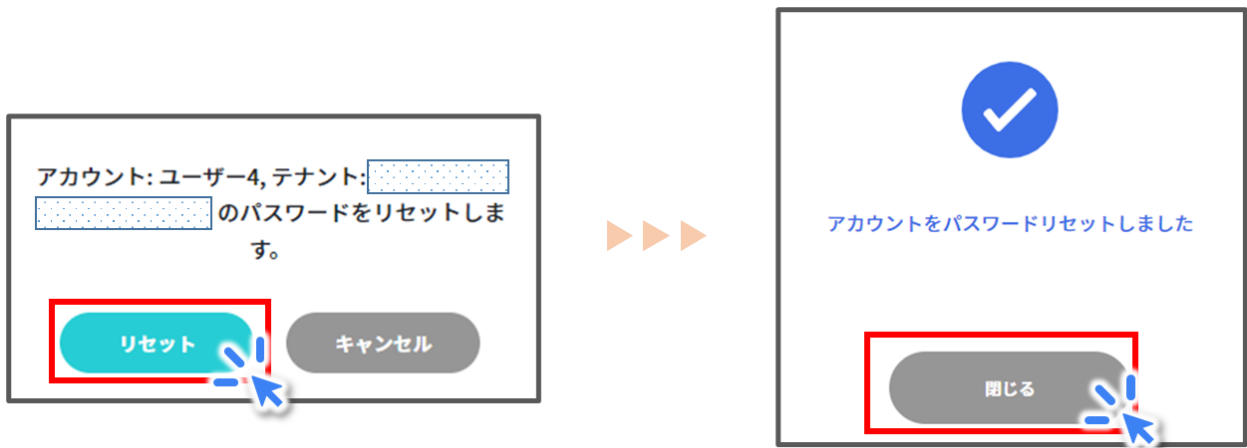 アカウント: ユーザー4, テナント:
のパスワードをリセットしま
す。
リセット
キャンセル
アカウントをパスワードリセットしました
閉じる